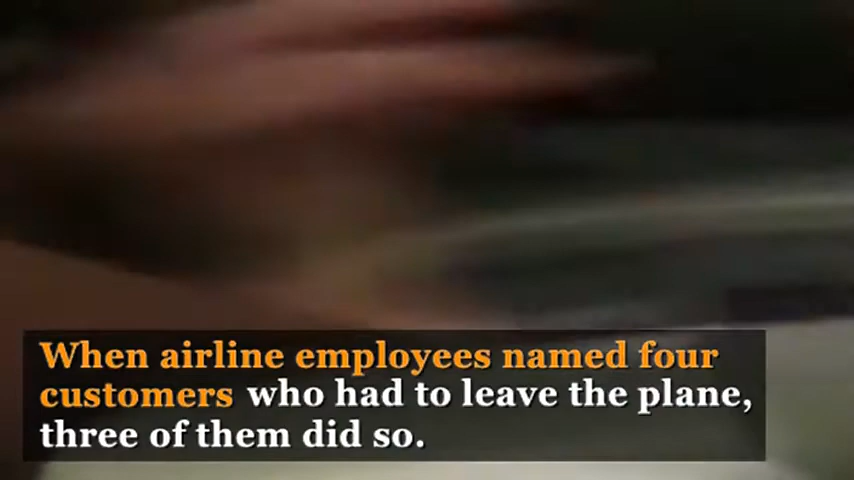 When airline employees named four
customers who had to leave the plane,
three of them did so.